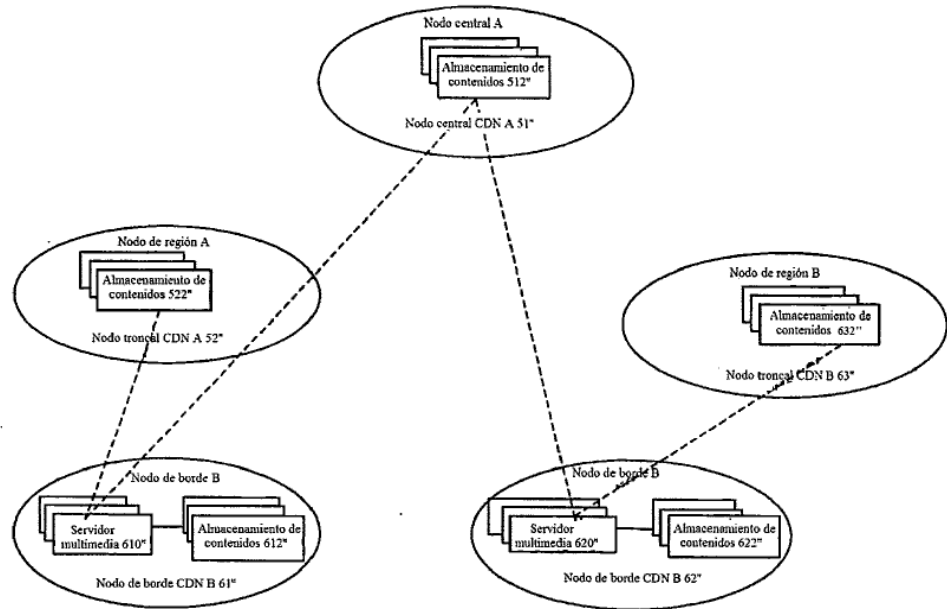 Nodo central A
Almacenamiento de
contenidos 512"
Nodo central CDN A 51"
Nodo de región A
Almacenamiento de
contenidos 522"
Nodo troncal CDN A 52"
Nodo de región B
Almacenamiento de
contenidos 632"
Nodo troncal CDN B 63"
Nodo de borde B
Servidor
multimedia 610"
Almacenamiento de
contenidos 612"
Nodo de borde CDN B 61"
Nodo de borde B
Servidor
multimedia 620"
Almacenamiento de
contenidos 622"
Nodo de borde CDN B 62"